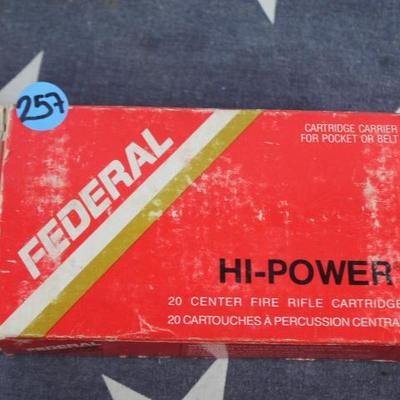 257
CARTRIDGE CARRIER
FOR POCKET OR BELT
FEDERAL
HI-POWER
20 CENTER FIRE RIFLE CARTRIDGE
20 CARTOUCHES À PERCUSSION CENTRA
FEDERAL